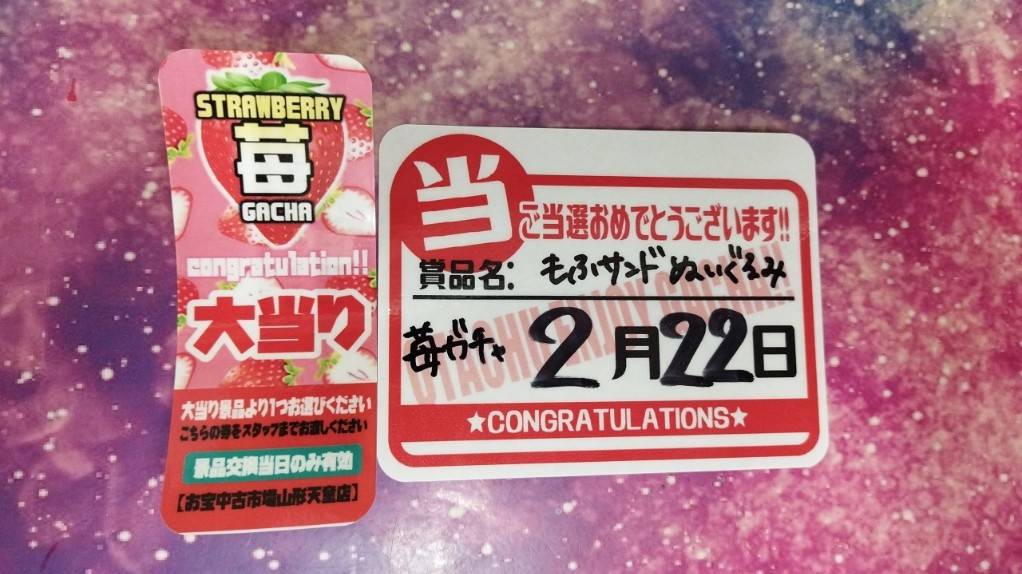 STRAWBERRY
苺
GACHA
congratulation!!
大当り
大当り景品より1つお選びください
こちらの券をスタッフまでお渡しください
景品交換当日のみ有効
【お宝中古市場山形天童店】
当
ご当選おめでとうございます!!
賞品名: もふサンド ぬいぐるみ
苺ガチャ 2月22日
★CONGRATULATIONS★